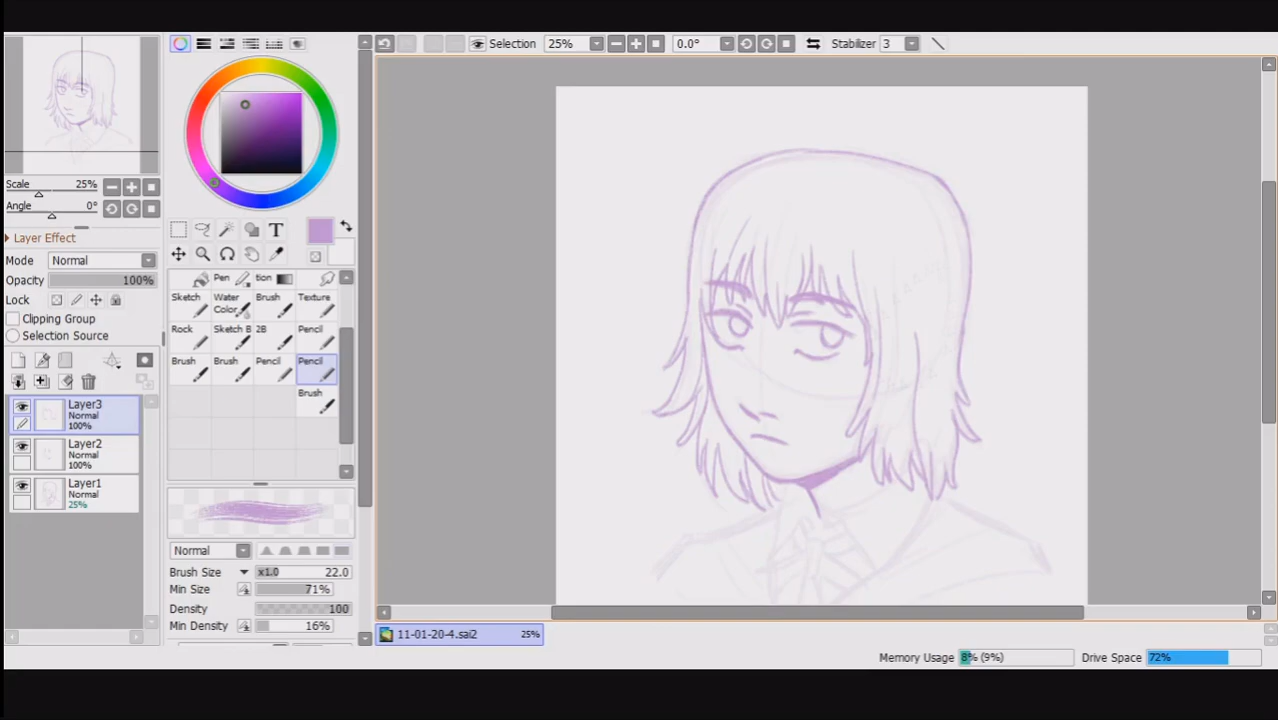 Selection 25% 0.0° Stabilizer 3
Scale 25%
Angle 0°
Layer Effect
Mode Normal
Opacity 100%
Lock
Clipping Group
Selection Source
Layer3
Normal
100%
Layer2
Normal
100%
Layer1
Normal
25%
T
Pen tion
Sketch Water Color Brush Texture
Rock Sketch B 2B Pencil
Brush Brush Pencil Pencil
Brush
Normal
Brush Size x1.0 22.0
Min Size 71%
Density 100
Min Density 16%
11-01-20-4.sai2 25%
Memory Usage 8% (9%) Drive Space 72%